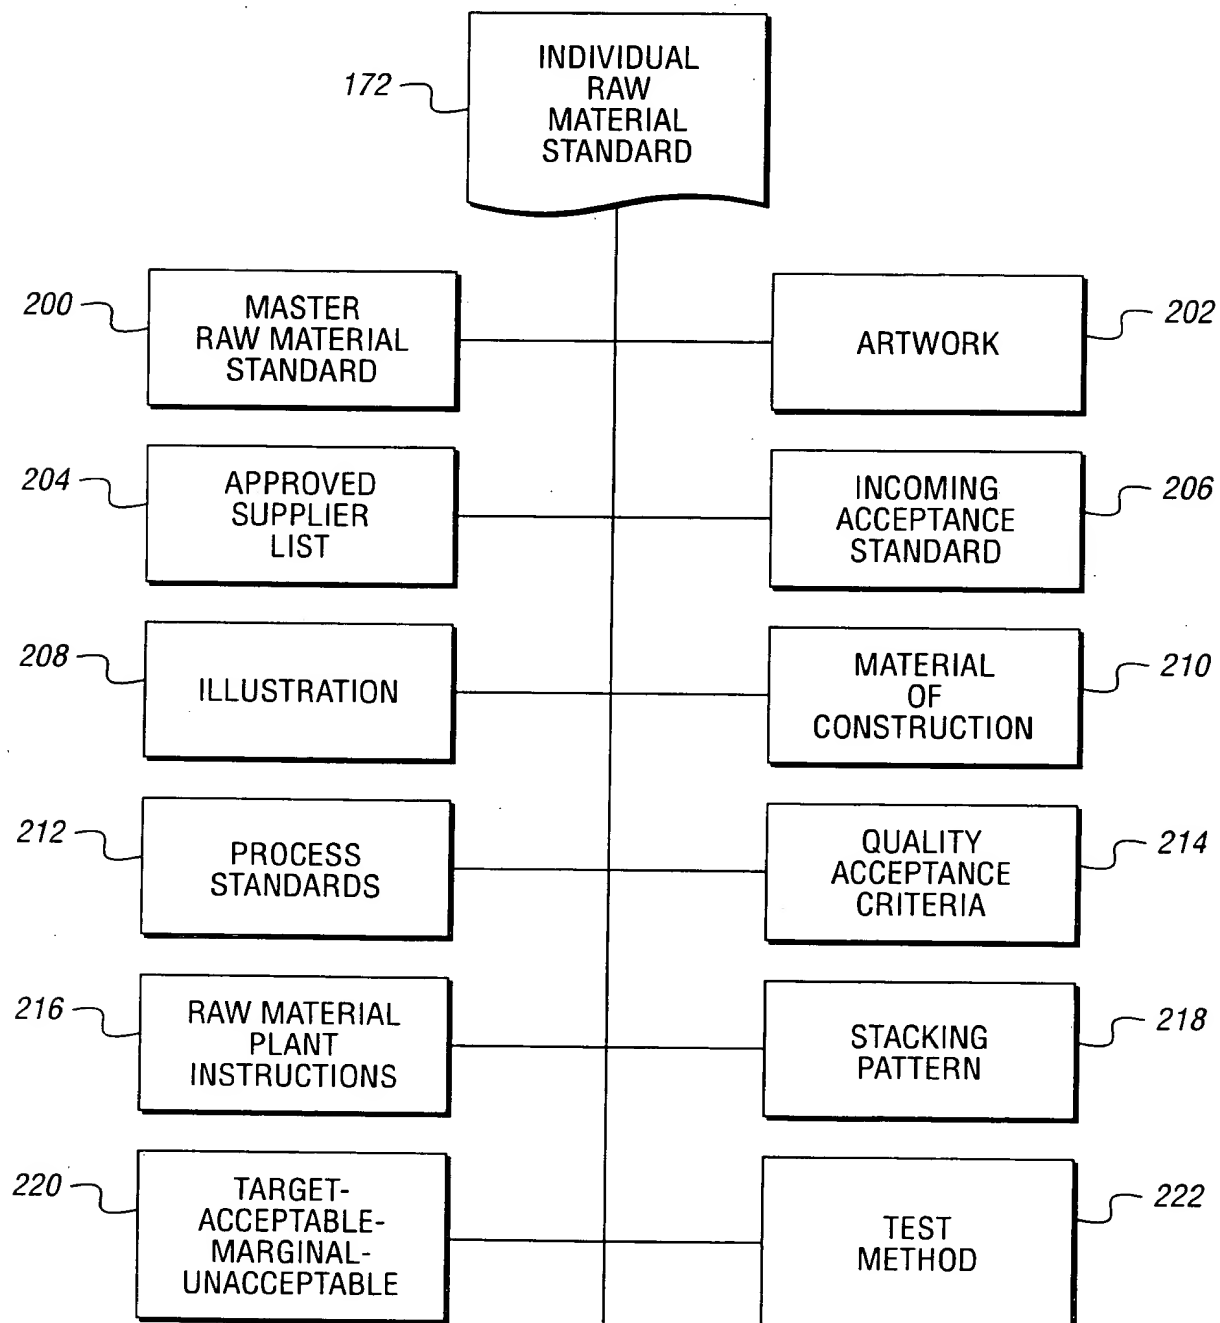 172
INDIVIDUAL
RAW
MATERIAL
STANDARD
200
MASTER
RAW MATERIAL
STANDARD
ARTWORK
202
204
APPROVED
SUPPLIER
LIST
INCOMING
ACCEPTANCE
STANDARD
206
208
ILLUSTRATION
MATERIAL
OF
CONSTRUCTION
210
212
PROCESS
STANDARDS
QUALITY
ACCEPTANCE
CRITERIA
214
216
RAW MATERIAL
PLANT
INSTRUCTIONS
STACKING
PATTERN
218
220
TARGET-
ACCEPTABLE-
MARGINAL-
UNACCEPTABLE
TEST
METHOD
222